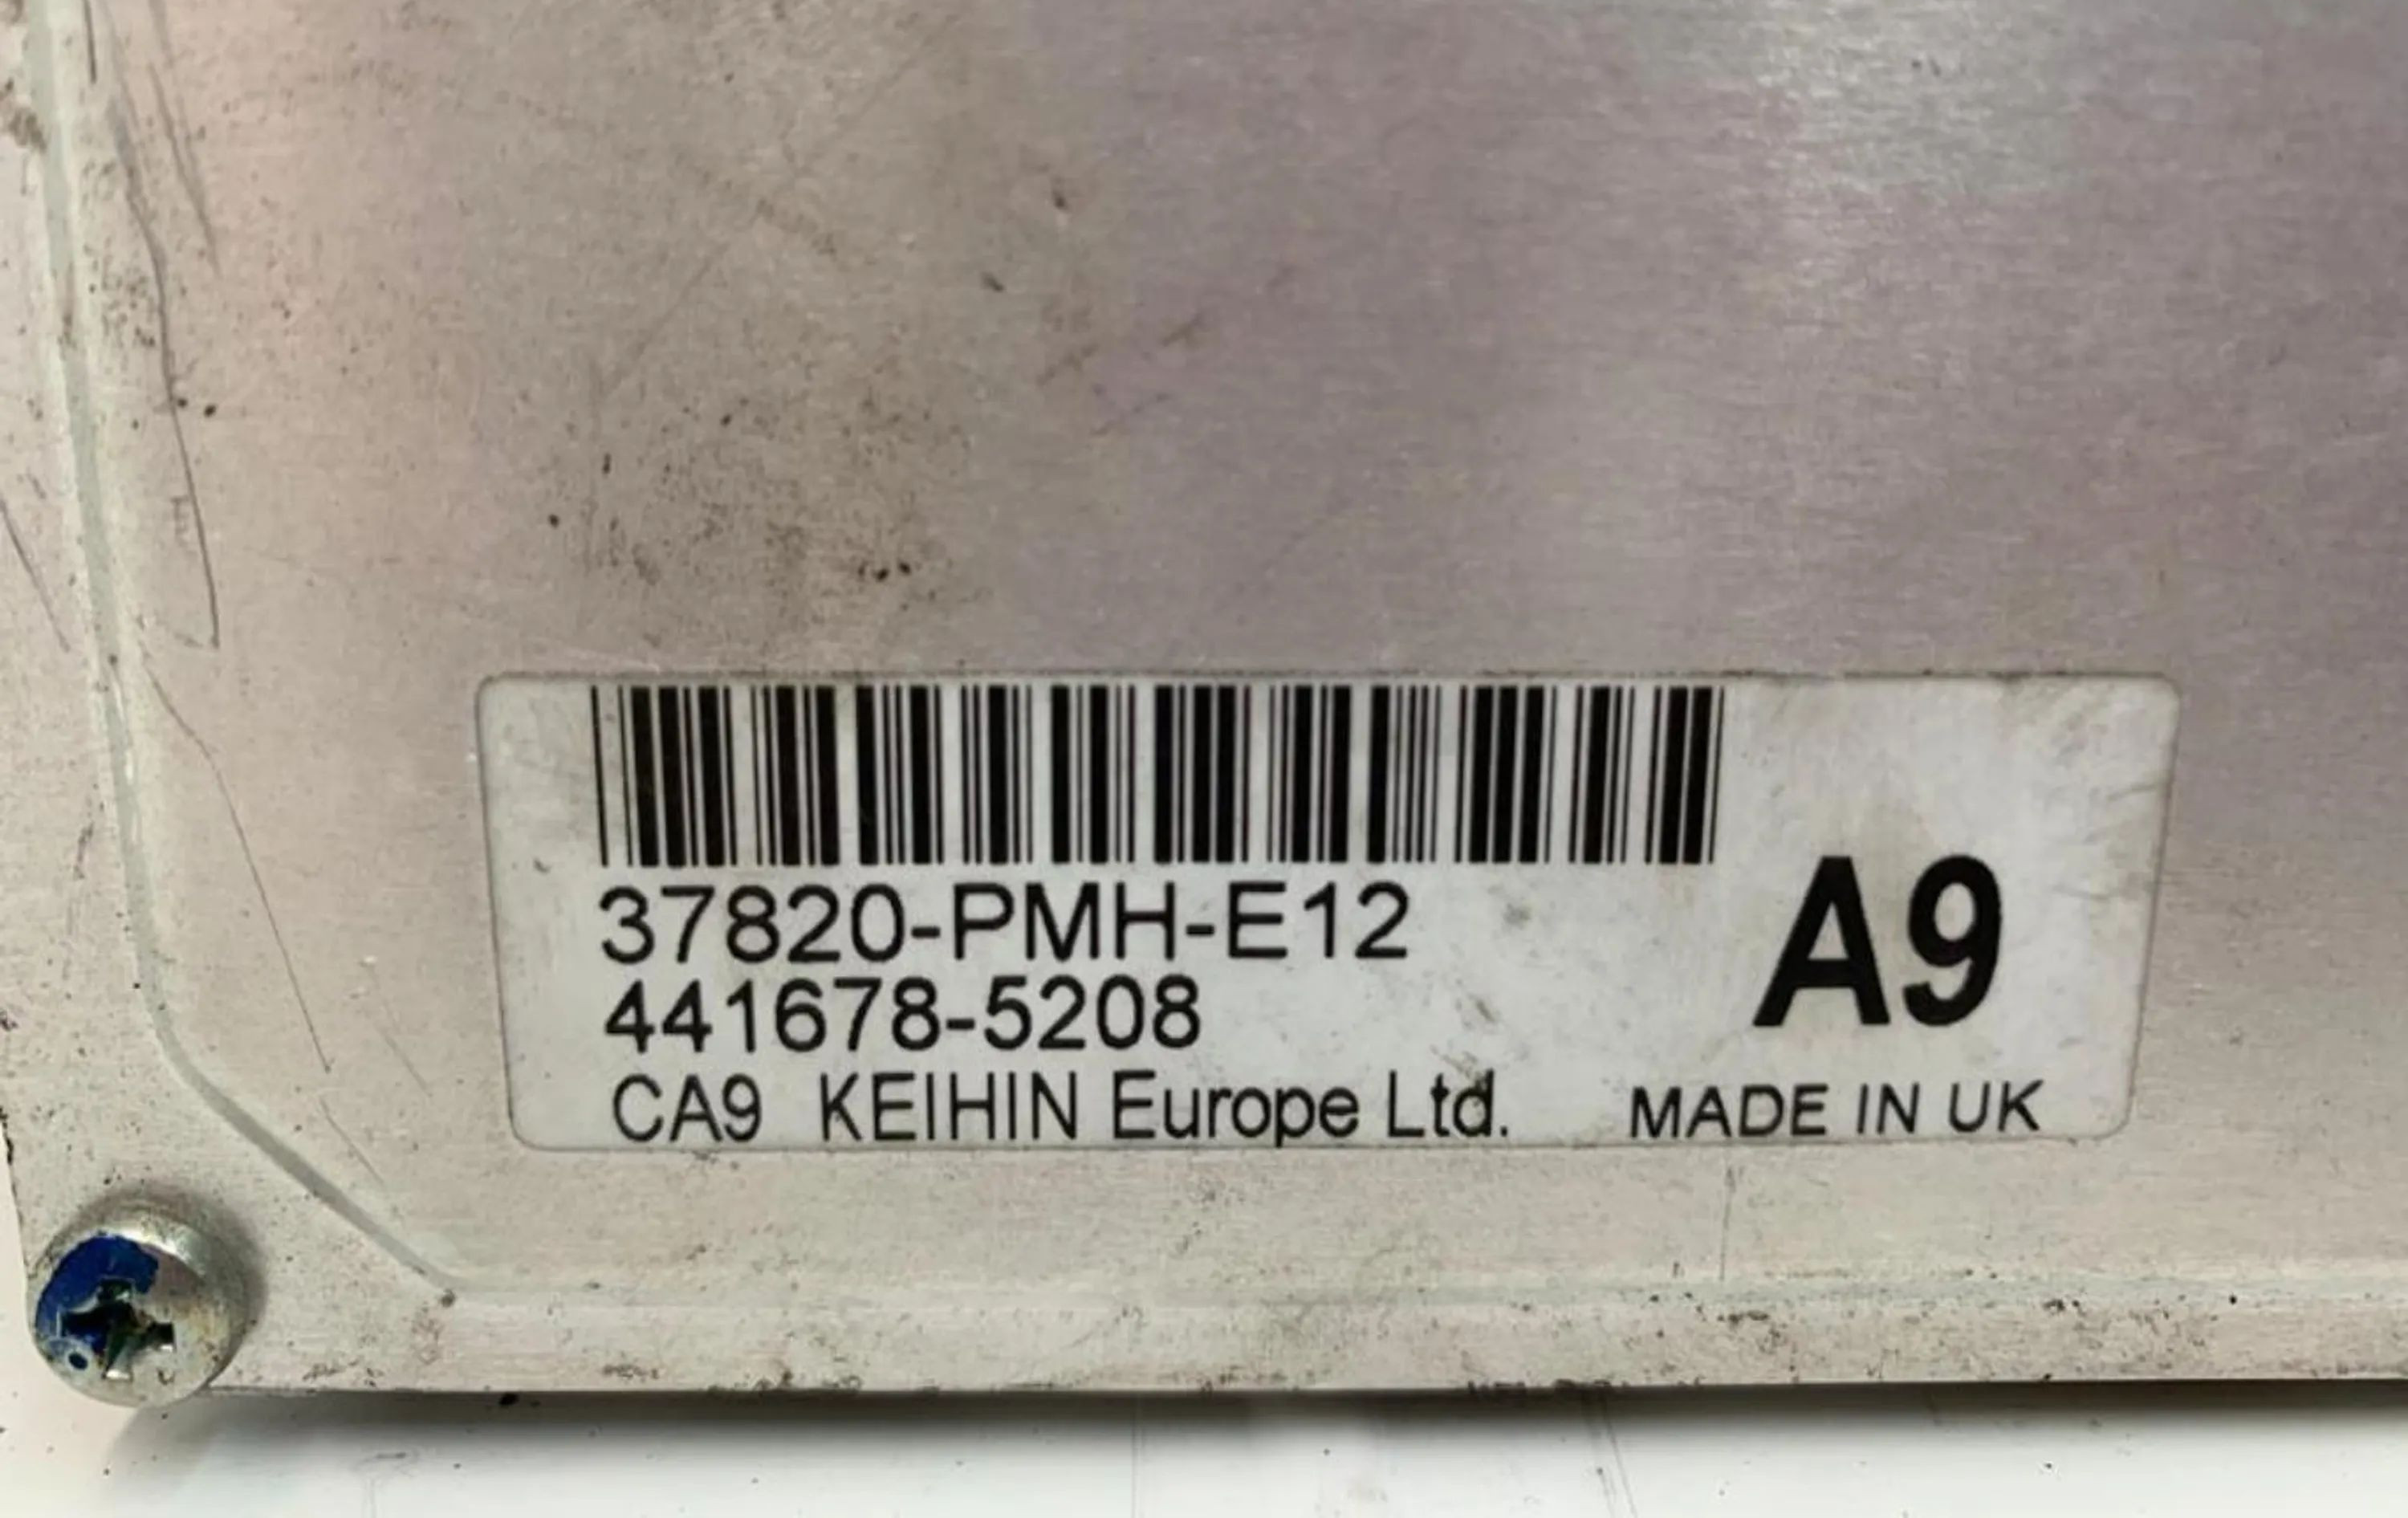 37820-PMH-E12
441678-5208
A9
CA9 KEIHIN Europe Ltd.
MADE IN UK